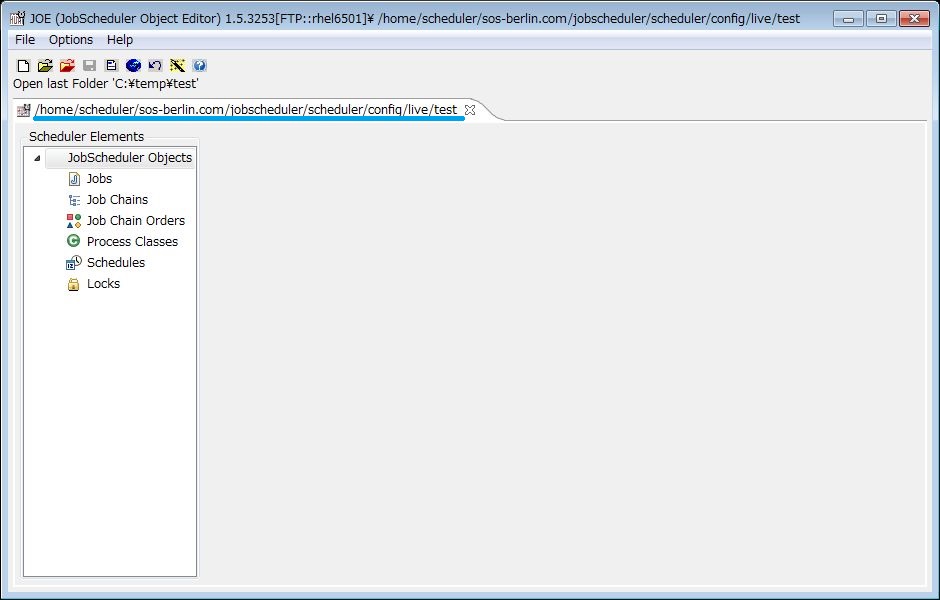 JOE (JobScheduler Object Editor) 1.5.3253[FTP::rhel6501]¥ /home/scheduler/sos-berlin.com/jobscheduler/scheduler/config/live/test
File Options Help
Open last Folder 'C:¥temp¥test'
/home/scheduler/sos-berlin.com/jobscheduler/scheduler/config/live/test
Scheduler Elements
JobScheduler Objects
Jobs
Job Chains
Job Chain Orders
Process Classes
Schedules
Locks